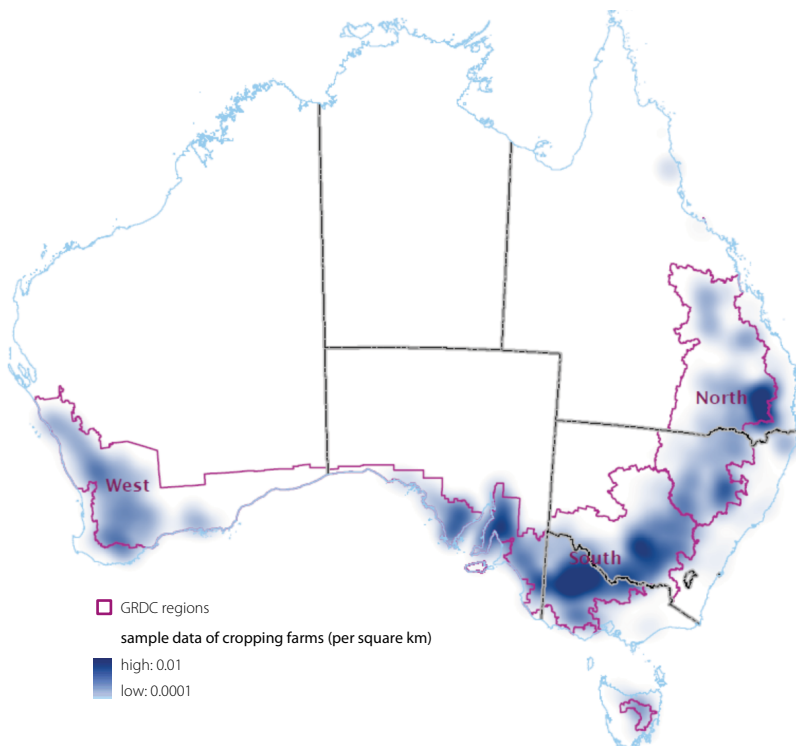 North
West
South
GRDC regions
sample data of cropping farms (per square km)
high: 0.01
low: 0.0001